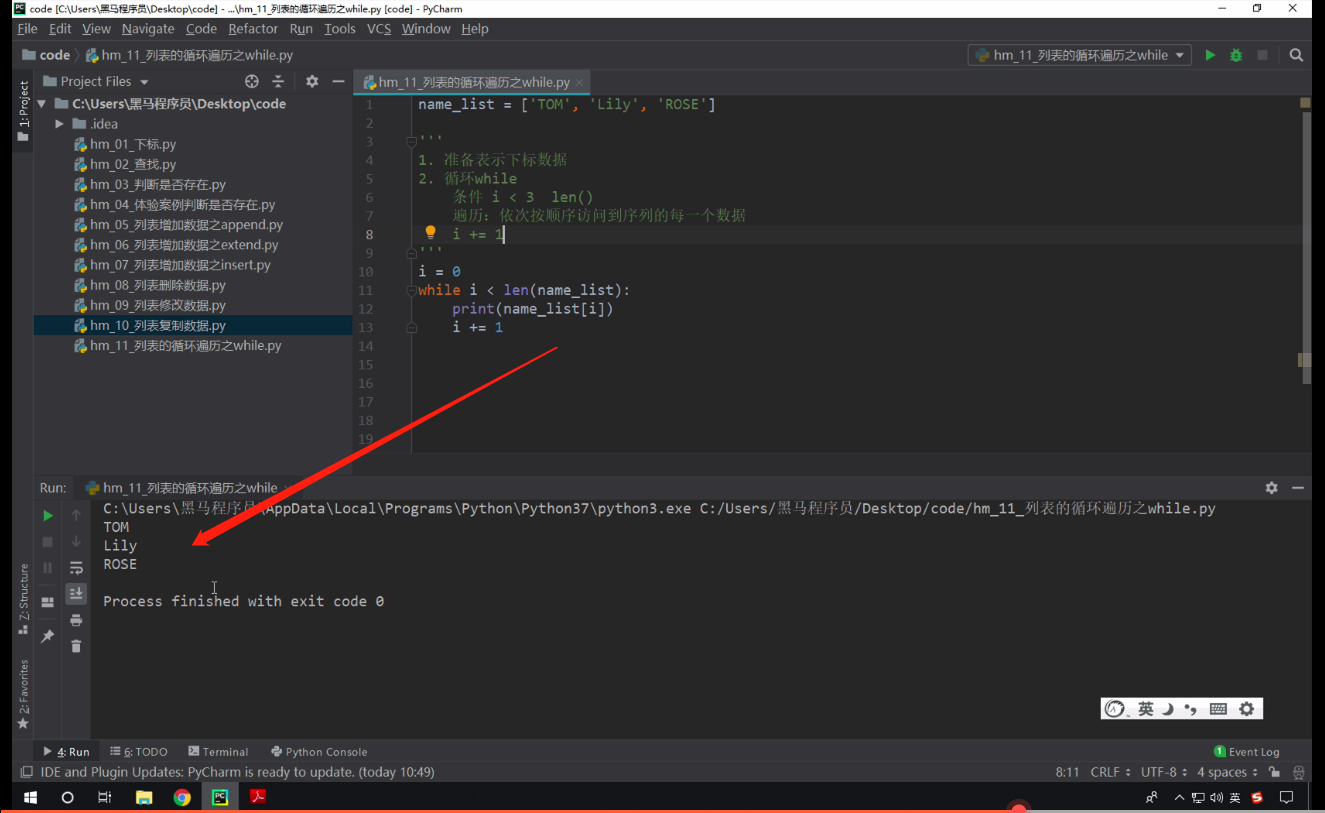 code [C:\Users\黑马程序员\Desktop\code] - ...\hm_11_列表的循环遍历之while.py [code] - PyCharm
File Edit View Navigate Code Refactor Run Tools VCS Window Help
code hm_11_列表的循环遍历之while.py
hm_11_列表的循环遍历之while
1: Project
Project Files
C:\Users\黑马程序员\Desktop\code
.idea
hm_01_下标.py
hm_02_查找.py
hm_03_判断是否存在.py
hm_04_体验案例判断是否存在.py
hm_05_列表增加数据之append.py
hm_06_列表增加数据之extend.py
hm_07_列表增加数据之insert.py
hm_08_列表删除数据.py
hm_09_列表修改数据.py
hm_10_列表复制数据.py
hm_11_列表的循环遍历之while.py
hm_11_列表的循环遍历之while.py
1 name_list = ['TOM', 'Lily', 'ROSE']
2
3 '''
4 1. 准备表示下标数据
5 2. 循环while
6 条件 i < 3 len()
7 遍历: 依次按顺序访问到序列的每一个数据
8 i += 1
9 '''
10 i = 0
11 while i < len(name_list):
12 print(name_list[i])
13 i += 1
14
15
16
17
18
19
Run: hm_11_列表的循环遍历之while
C:\Users\黑马程序员\AppData\Local\Programs\Python\Python37\python3.exe C:/Users/黑马程序员/Desktop/code/hm_11_列表的循环遍历之while.py
TOM
Lily
ROSE
Process finished with exit code 0
Z: Structure
2: Favorites
英
4: Run 6: TODO Terminal Python Console
1 Event Log
IDE and Plugin Updates: PyCharm is ready to update. (today 10:49)
8:11 CRLF UTF-8 4 spaces
英